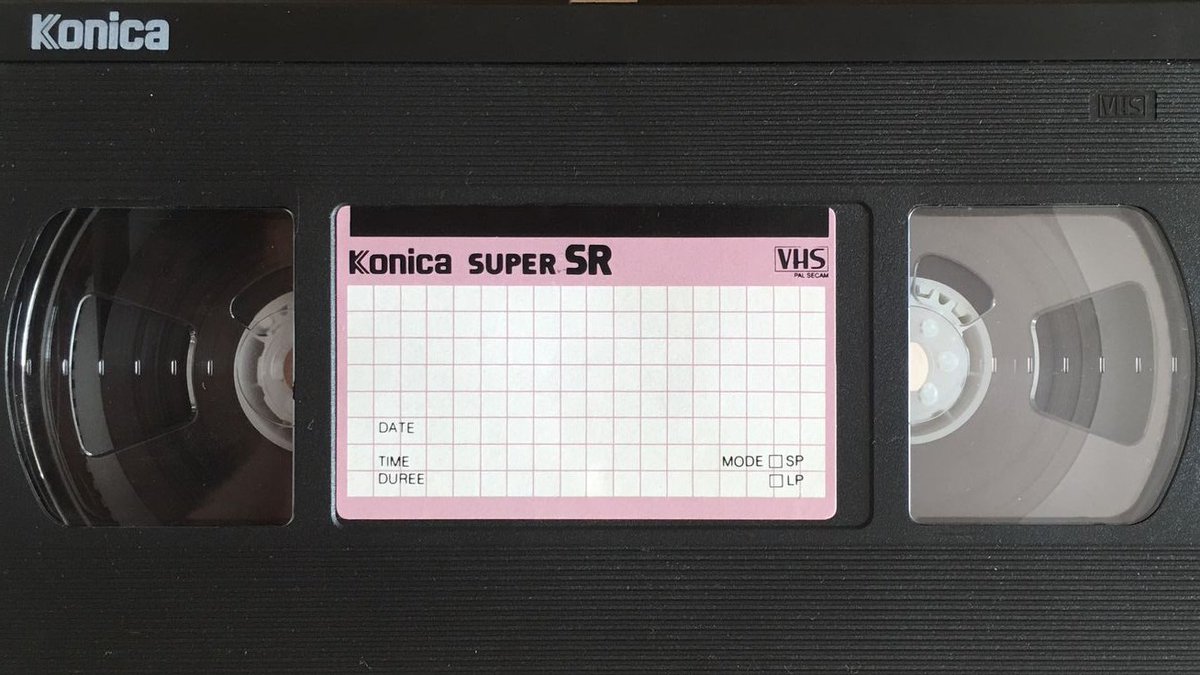 Konica
VHS
Konica SUPER SR VHS
PAL SECAM
DATE
TIME MODE SP
DUREE LP